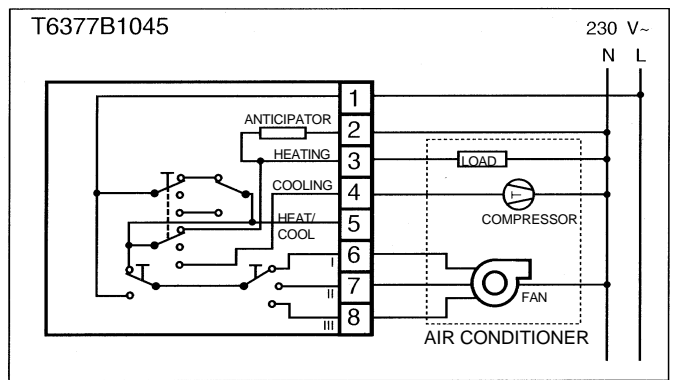 T6377B1045
230 V~
N L
1
ANTICIPATOR
2
HEATING
3
LOAD
COOLING
4
COMPRESSOR
HEAT/
COOL
5
I
6
II
7
FAN
III
8
AIR CONDITIONER